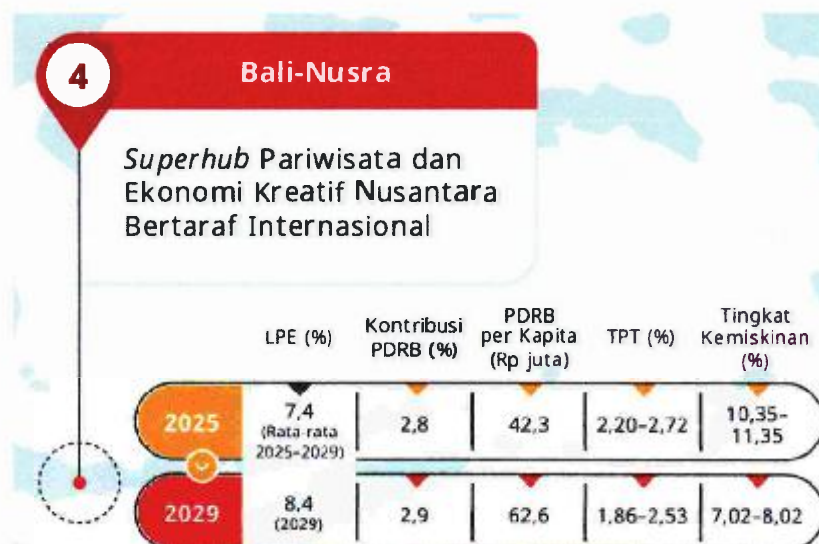 4
Bali-Nusra
Superhub Pariwisata dan
Ekonomi Kreatif Nusantara
Bertaraf Internasional
LPE (%)
Kontribusi
PDRB (%)
PDRB
per Kapita
(Rp juta)
TPT (%)
Tingkat
Kemiskinan
(%)
2025
7,4
(Rata-rata
2025–2029)
2,8
42,3
2,20–2,72
10,35–
11,35
2029
8,4
(2029)
2,9
62,6
1,86–2,53
7,02–8,02